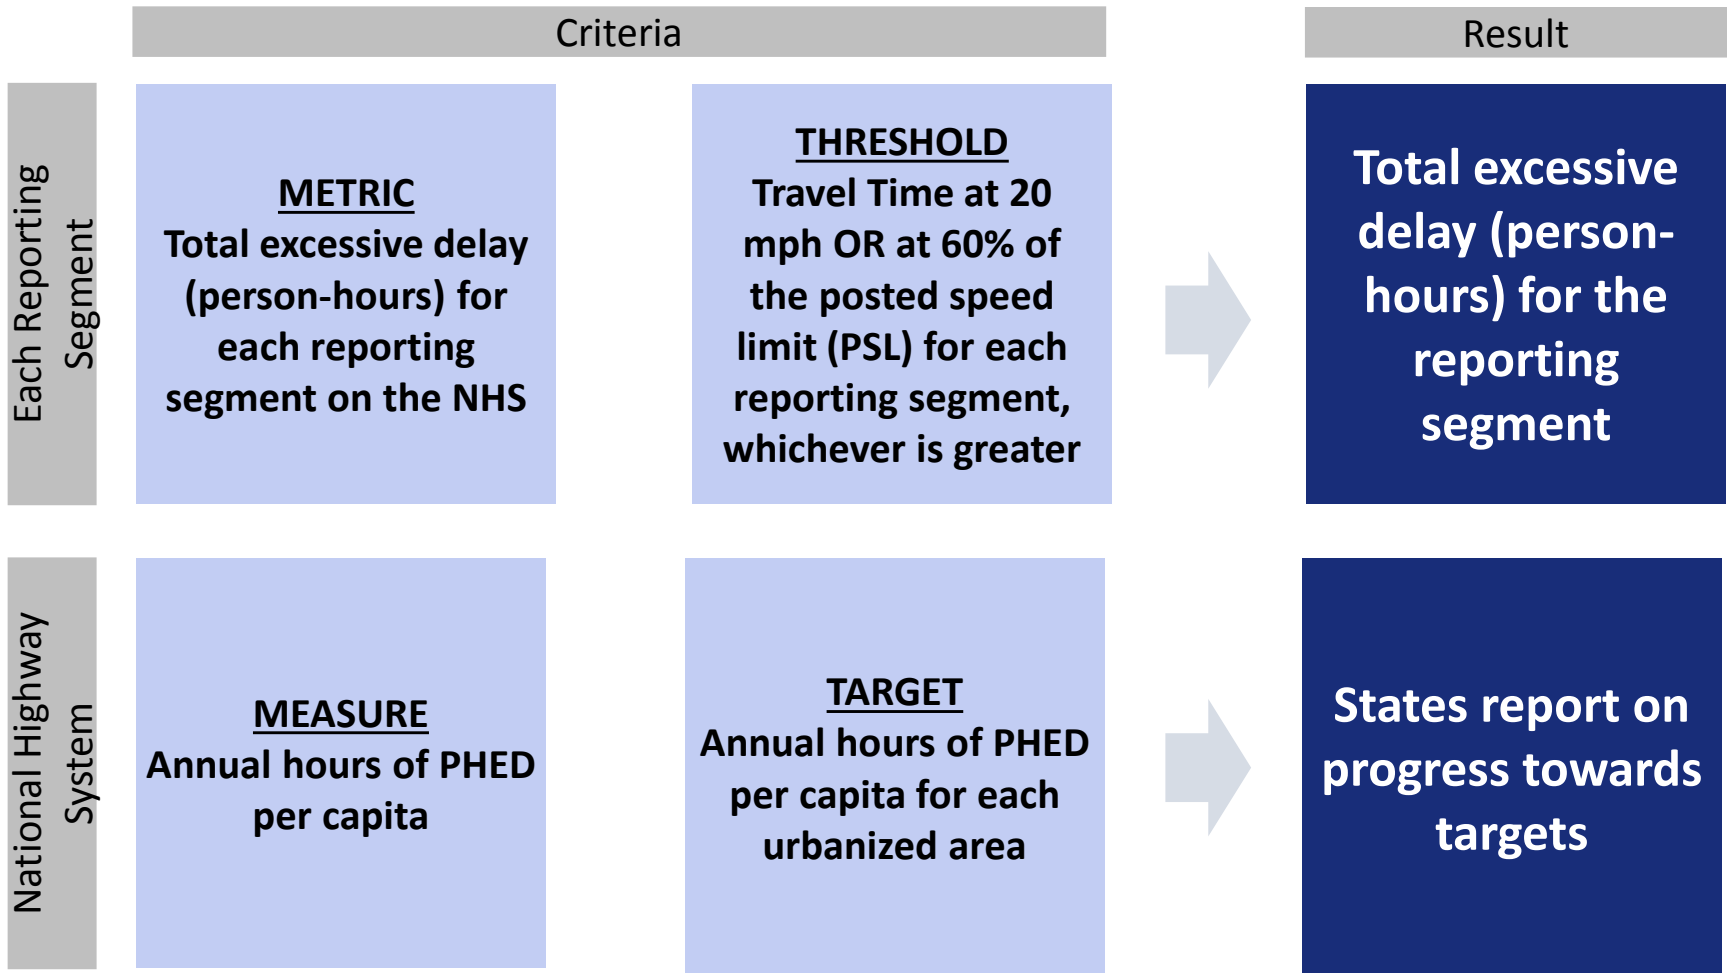 Criteria
Result
Each Reporting
Segment
METRIC
Total excessive delay
(person-hours) for
each reporting
segment on the NHS
THRESHOLD
Travel Time at 20
mph OR at 60% of
the posted speed
limit (PSL) for each
reporting segment,
whichever is greater
Total excessive
delay (person-
hours) for the
reporting
segment
National Highway
System
MEASURE
Annual hours of PHED
per capita
TARGET
Annual hours of PHED
per capita for each
urbanized area
States report on
progress towards
targets